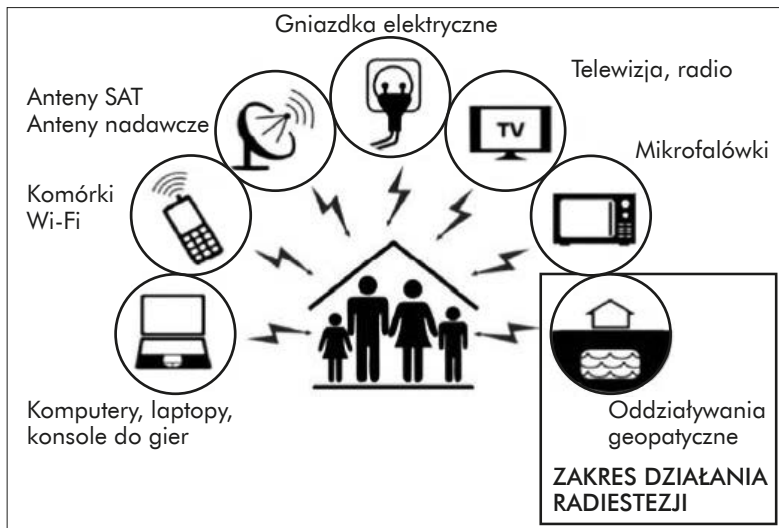 Gniazdka elektryczne
Telewizja, radio
Anteny SAT
Anteny nadawcze
TV
Mikrofalówki
Komórki
Wi-Fi
Komputery, laptopy,
konsole do gier
Oddziaływania
geopatyczne
ZAKRES DZIAŁANIA
RADIESTEZJI